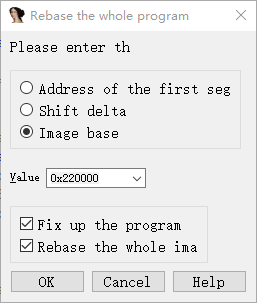 Rebase the whole program
Please enter th
Address of the first seg
Shift delta
Image base
Value 0x220000
Fix up the program
Rebase the whole ima
OK Cancel Help